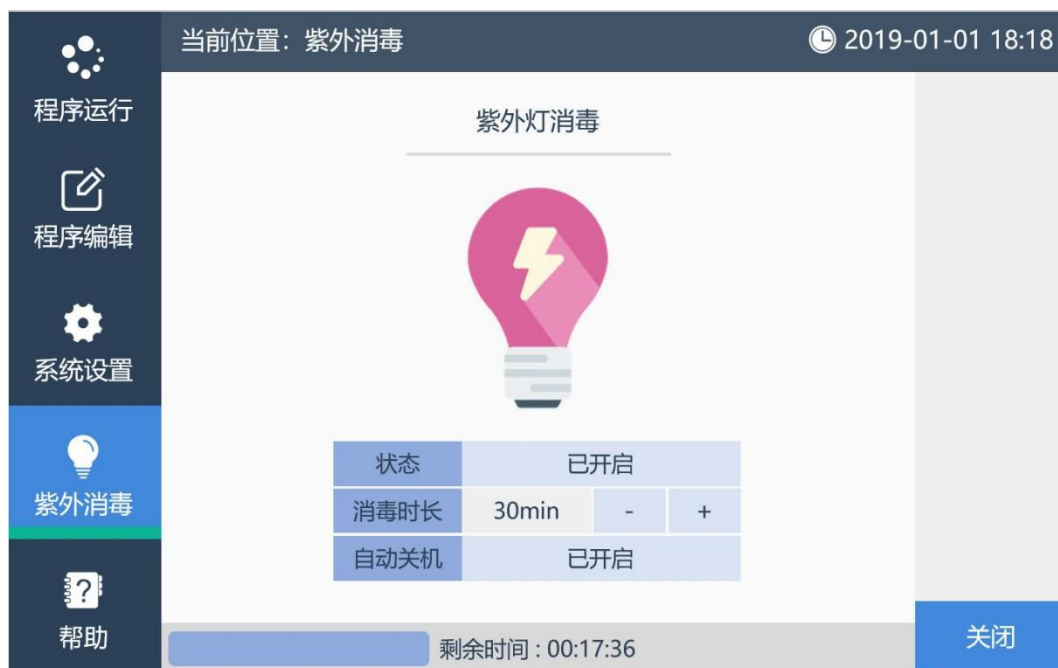 当前位置：紫外消毒
2019-01-01 18:18
程序运行
程序编辑
系统设置
紫外消毒
?
帮助
紫外灯消毒
状态 已开启
消毒时长 30min - +
自动关机 已开启
剩余时间 : 00:17:36
关闭